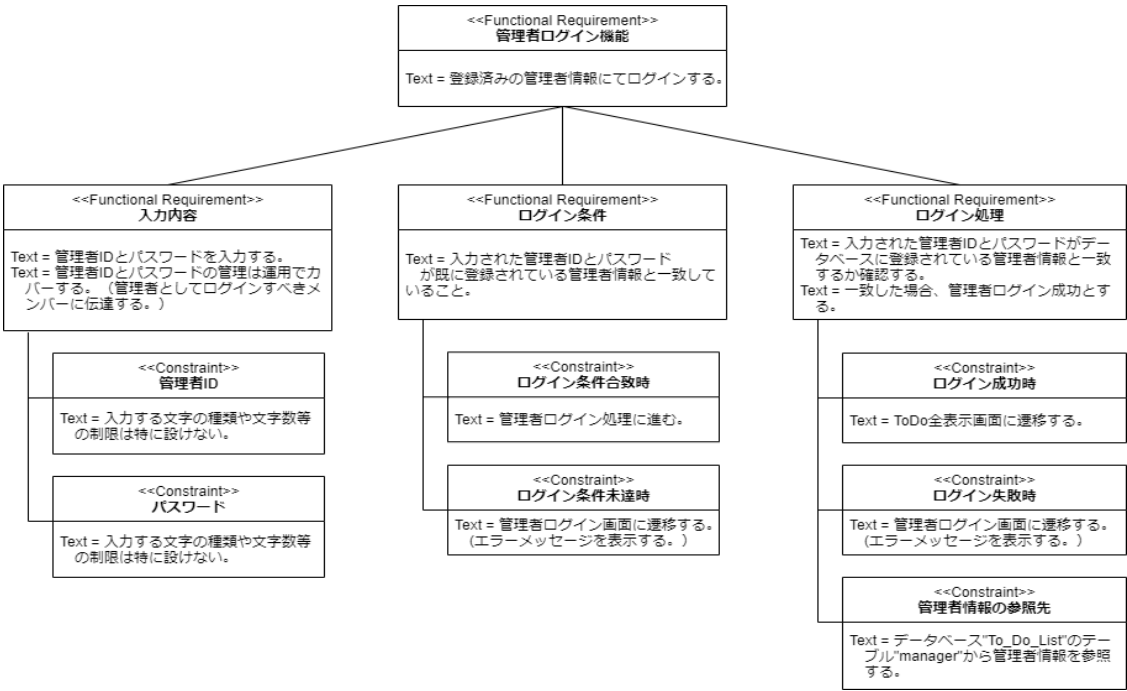 <<Functional Requirement>>
管理者ログイン機能
Text = 登録済みの管理者情報にてログインする。
<<Functional Requirement>>
入力内容
Text = 管理者IDとパスワードを入力する。
Text = 管理者IDとパスワードの管理は運用でカ
バーする。（管理者としてログインすべきメ
ンバーに伝達する。）
<<Constraint>>
管理者ID
Text = 入力する文字の種類や文字数等
の制限は特に設けない。
<<Constraint>>
パスワード
Text = 入力する文字の種類や文字数等
の制限は特に設けない。
<<Functional Requirement>>
ログイン条件
Text = 入力された管理者IDとパスワード
が既に登録されている管理者情報と一致して
いること。
<<Constraint>>
ログイン条件合致時
Text = 管理者ログイン処理に進む。
<<Constraint>>
ログイン条件未達時
Text = 管理者ログイン画面に遷移する。
(エラーメッセージを表示する。）
<<Functional Requirement>>
ログイン処理
Text = 入力された管理者IDとパスワードがデー
タベースに登録されている管理者情報と一致
するか確認する。
Text = 一致した場合、管理者ログイン成功とす
る。
<<Constraint>>
ログイン成功時
Text = ToDo全表示画面に遷移する。
<<Constraint>>
ログイン失敗時
Text = 管理者ログイン画面に遷移する。
(エラーメッセージを表示する。）
<<Constraint>>
管理者情報の参照先
Text = データベース"To_Do_List"のテー
ブル"manager"から管理者情報を参照
する。